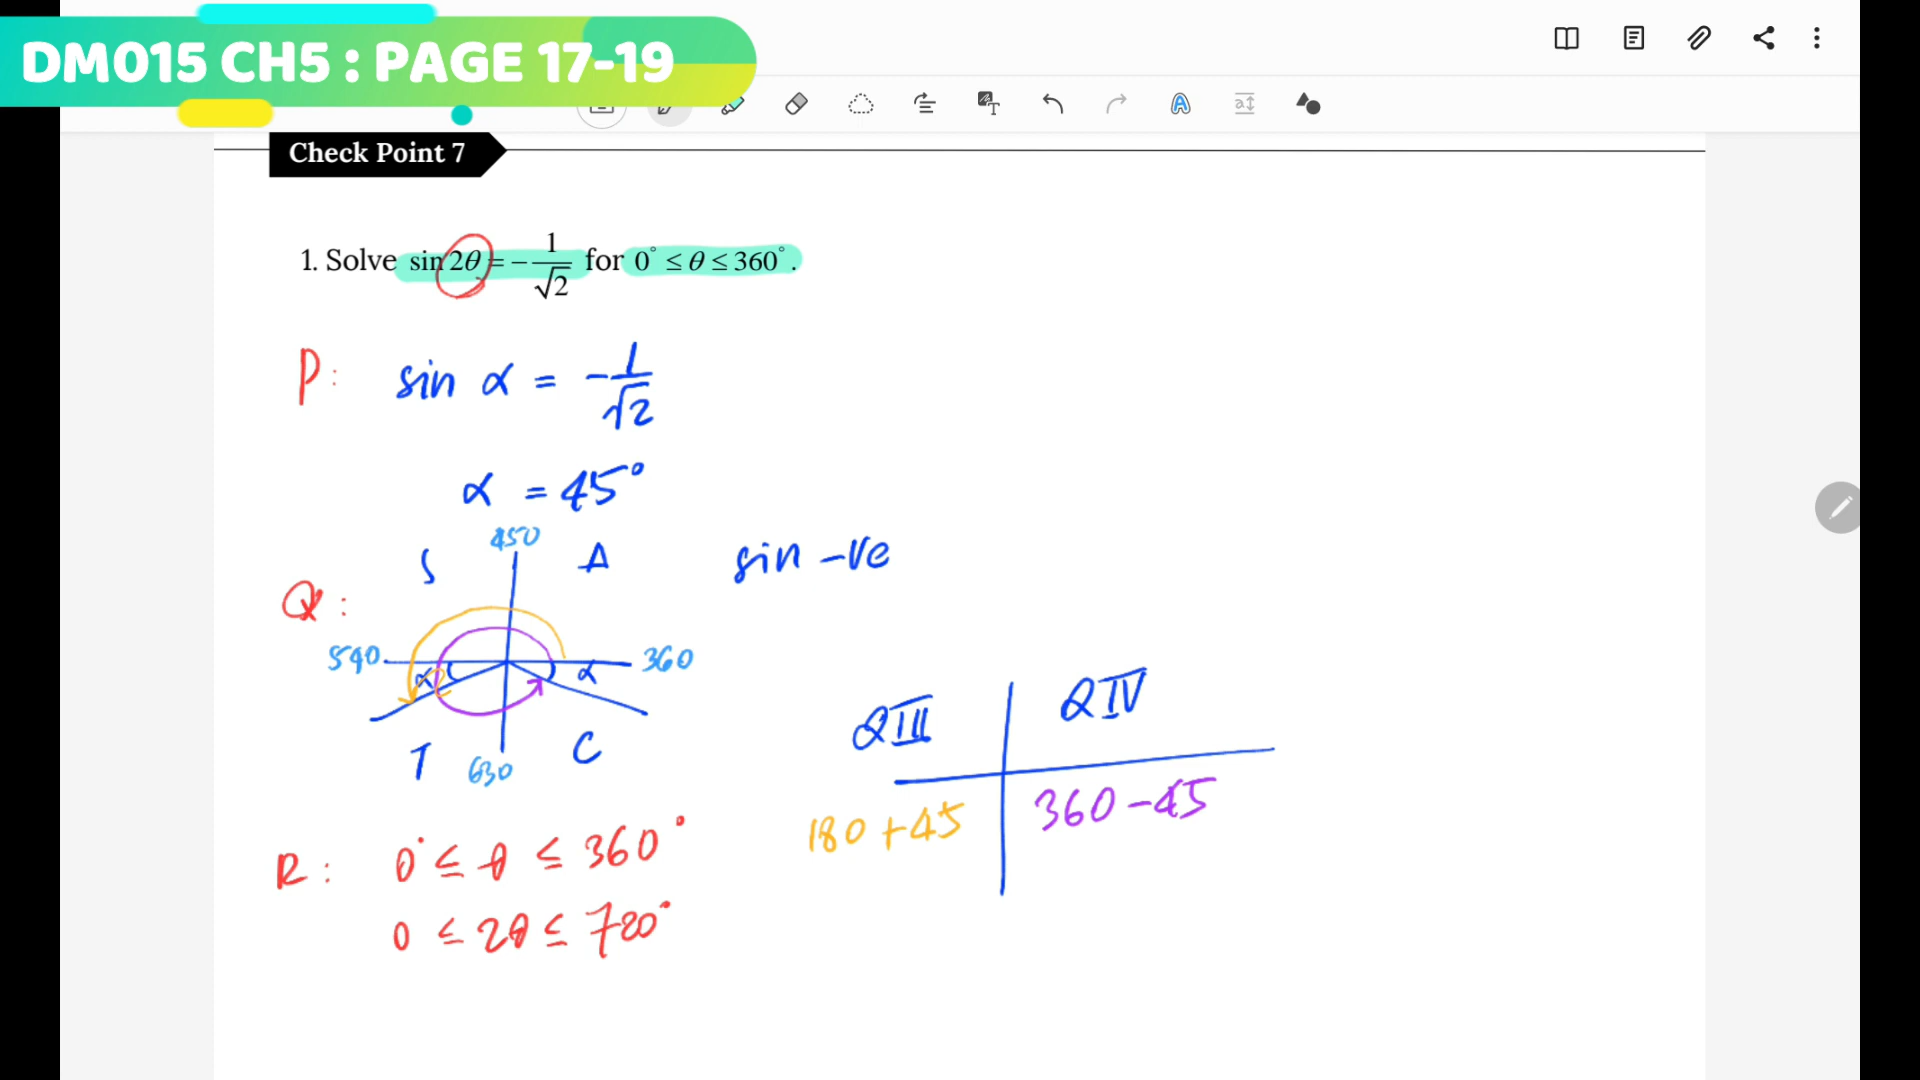 DM015 CH5 : PAGE 17-19
Check Point 7
1. Solve sin 2θ = -1/√2 for 0° ≤ θ ≤ 360°.
P: sin α = -1/√2
α = 45°
450
S A sin -ve
Q:
540 360
α α
T 630 C
QIII QIV
180+45 360-45
R: 0° ≤ θ ≤ 360°
0 ≤ 2θ ≤ 720°